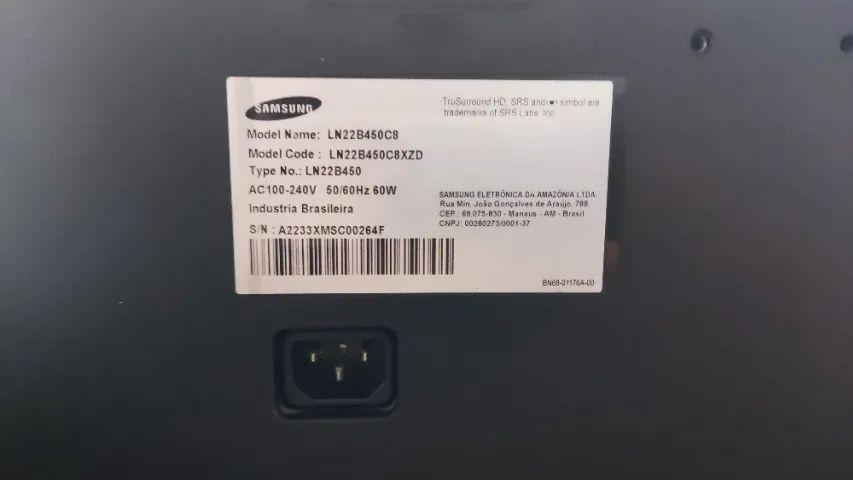 SAMSUNG
TruSurround HD, SRS and (●) symbol are
trademarks of SRS Labs, Inc.
Model Name: LN22B450C8
Model Code : LN22B450C8XZD
Type No.: LN22B450
AC100-240V 50/60Hz 60W
Industria Brasileira
S/N : A2233XMSC00264F
SAMSUNG ELETRÔNICA DA AMAZÔNIA LTDA.
Rua Min. João Gonçalves de Araújo, 788
CEP.: 69.075-830 - Manaus - AM - Brasil
CNPJ.: 00280273/0001-37
BN68-01176A-00